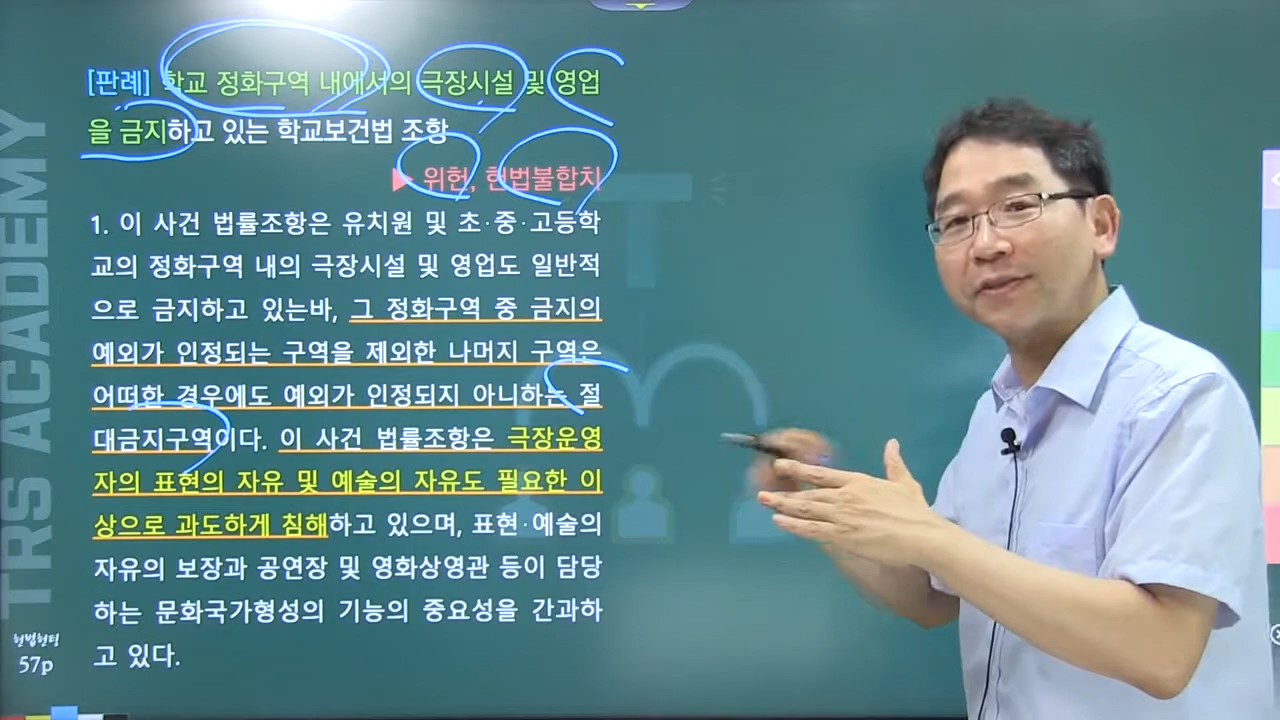 [판례] 학교 정화구역 내에서의 극장시설 및 영업
을 금지하고 있는 학교보건법 조항
▶ 위헌, 헌법불합치
1. 이 사건 법률조항은 유치원 및 초·중·고등학
교의 정화구역 내의 극장시설 및 영업도 일반적
으로 금지하고 있는바, 그 정화구역 중 금지의
예외가 인정되는 구역을 제외한 나머지 구역은
어떠한 경우에도 예외가 인정되지 아니하는 절
대금지구역이다. 이 사건 법률조항은 극장운영
자의 표현의 자유 및 예술의 자유도 필요한 이
상으로 과도하게 침해하고 있으며, 표현·예술의
자유의 보장과 공연장 및 영화상영관 등이 담당
하는 문화국가형성의 기능의 중요성을 간과하
고 있다.
헌법헌팅
57p
TRS ACADEMY